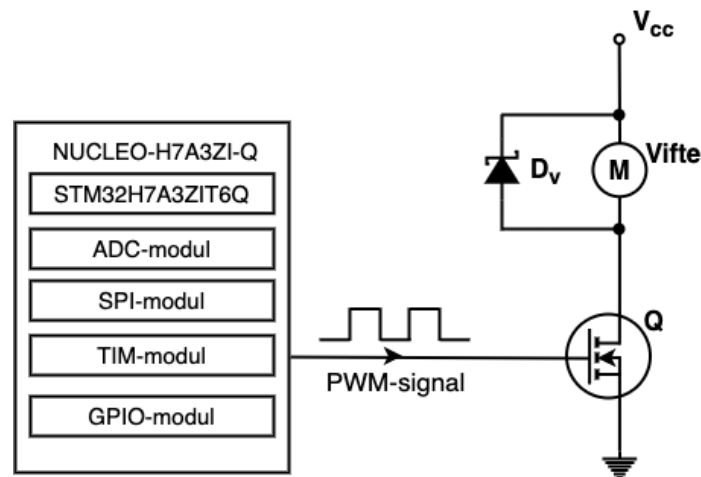 NUCLEO-H7A3ZI-Q
STM32H7A3ZIT6Q
ADC-modul
SPI-modul
TIM-modul
GPIO-modul
PWM-signal
Vcc
Dv
M
Vifte
Q